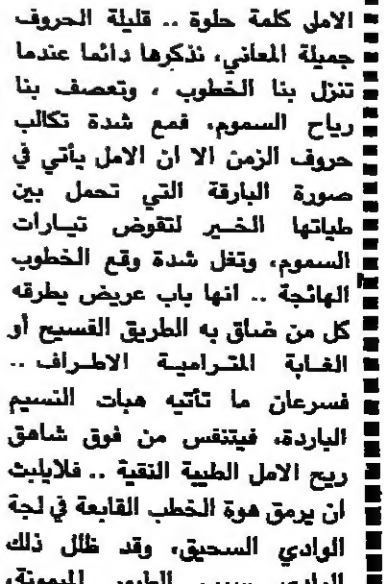 الامل كلمة حلوة .. قليلة الحروف
جميلة المعاني، نذكرها دائما عندما
تنزل بنا الخطوب ، وتعصف بنا
رياح السموم، فمع شدة تكالب
حروف الزمن الا ان الامل يأتي في
صورة البارقة التي تحمل بين
طياتها الخير لتقوض تيارات
السموم، وتفل شدة وقع الخطوب
الهائجة .. انها باب عريض يطرقه
كل من ضاق به الطريق الفسيح أو
الغابة المترامية الاطراف ..
فسرعان ما تأتيه هبات النسيم
الباردة، فيتنفس من فوق شاهق
ريح الامل الطيبة النقية .. فلايلبث
ان يرمق هوة الخطب القابعة في لجة
الوادي السحيق، وقد ظلل ذلك
الطيور الميمونة،